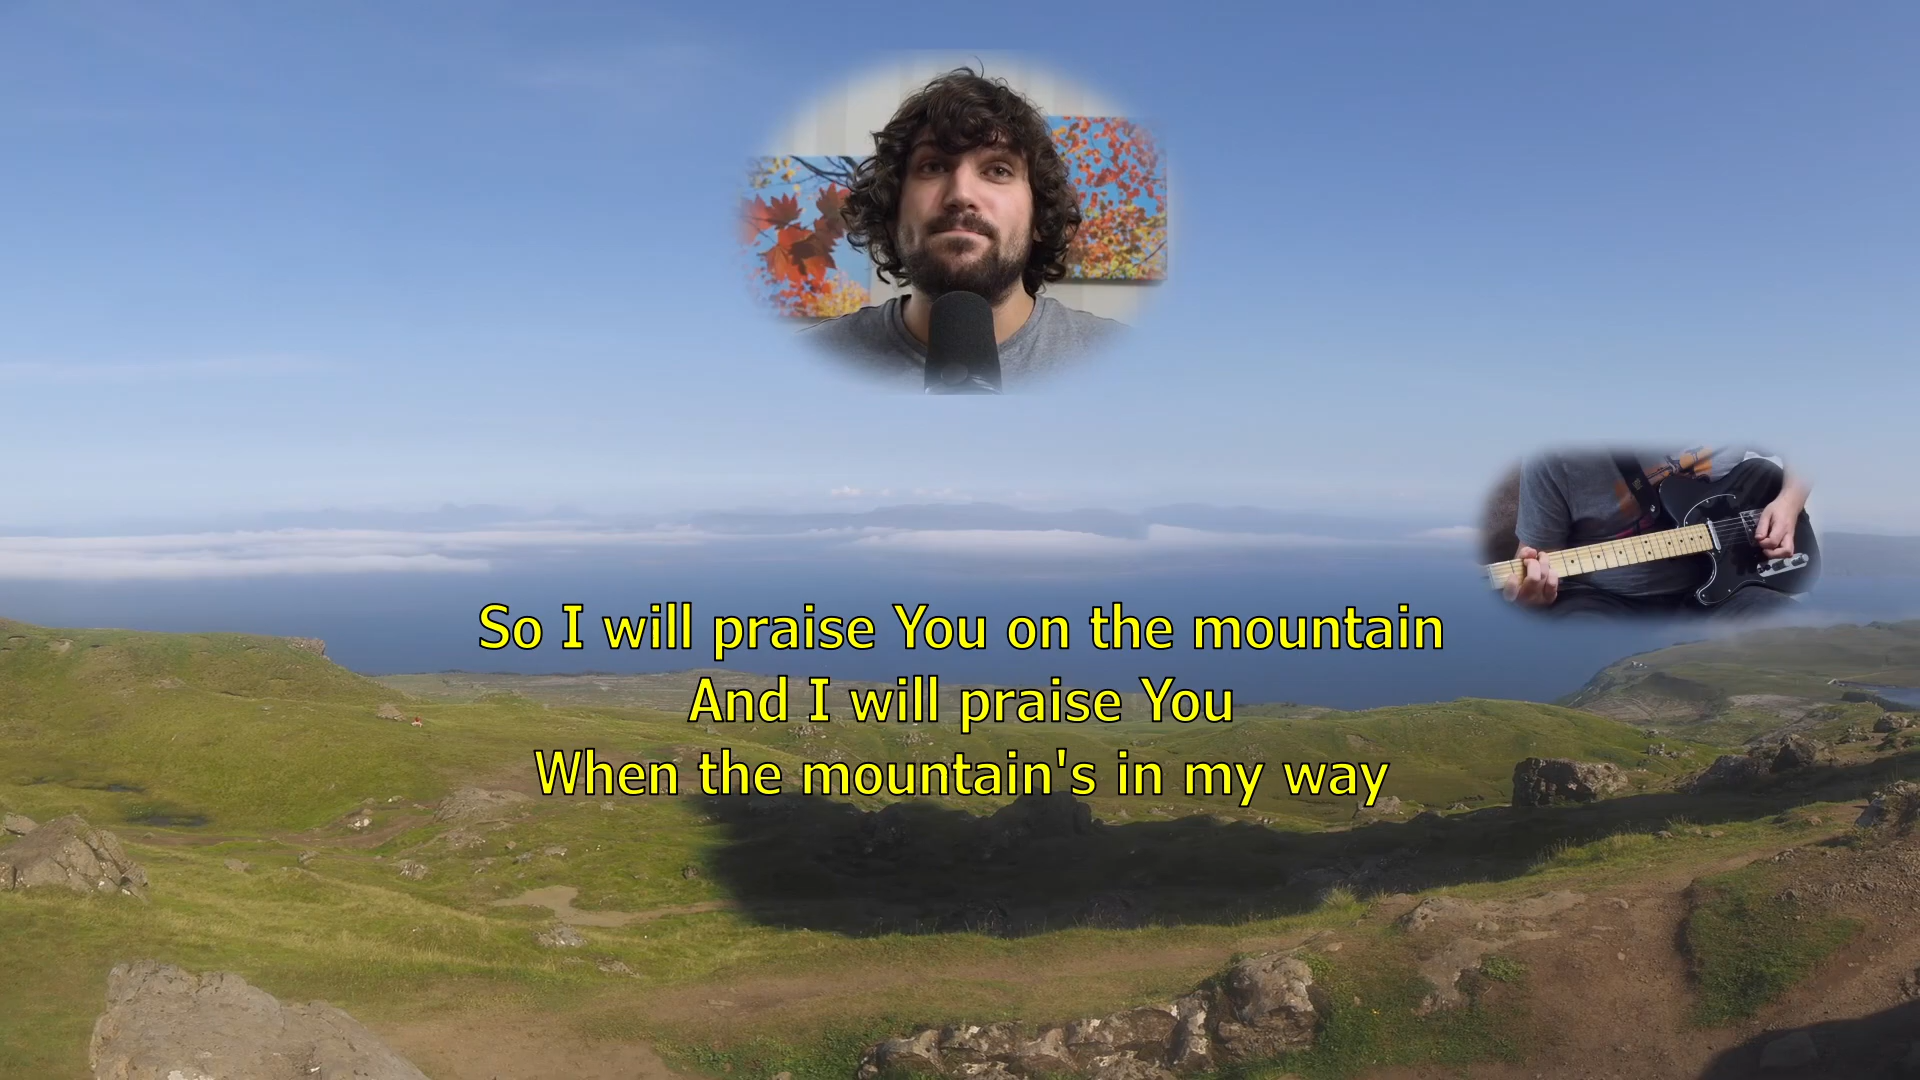 So I will praise You on the mountain
And I will praise You
When the mountain's in my way